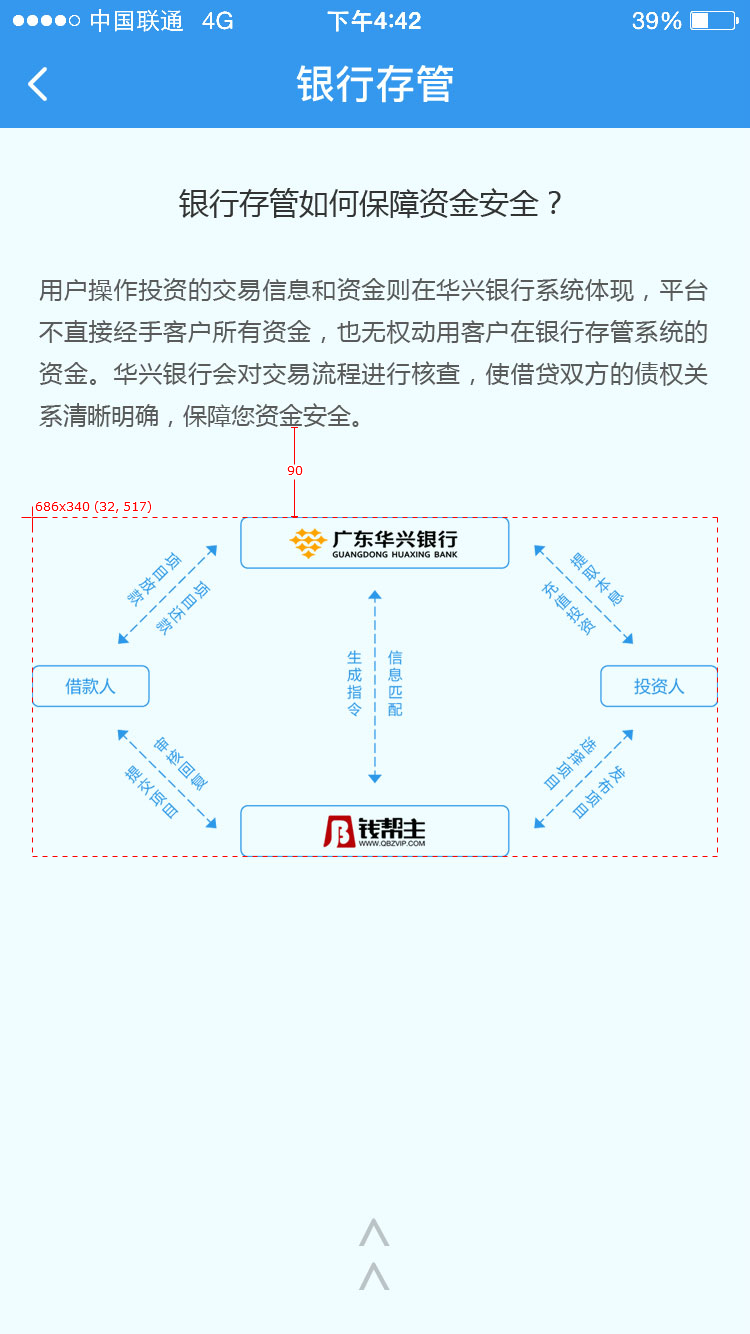 中国联通 4G 下午4:42 39%
银行存管
银行存管如何保障资金安全？
用户操作投资的交易信息和资金则在华兴银行系统体现，平台
不直接经手客户所有资金，也无权动用客户在银行存管系统的
资金。华兴银行会对交易流程进行核查，使借贷双方的债权关
系清晰明确，保障您资金安全。
90
686x340 (32, 517)
广东华兴银行
GUANGDONG HUAXING BANK
项目放款
项目还款
提取本息
充值投资
生成指令
信息匹配
借款人
投资人
审核回复
提交项目
选择项目
发布项目
钱帮主
WWW.QBZVIP.COM